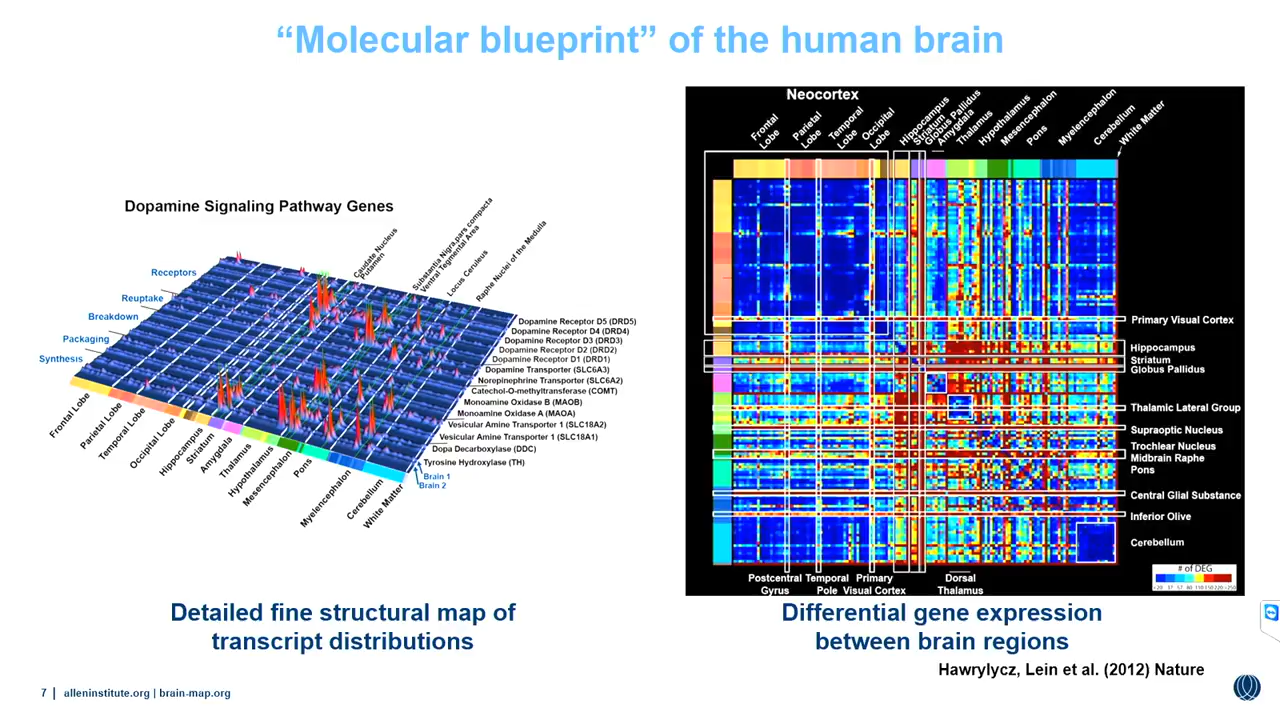 “Molecular blueprint” of the human brain
Dopamine Signaling Pathway Genes
Caudate Nucleus
Putamen
Substantia Nigra, pars compacta
Ventral Tegmental Area
Locus Ceruleus
Raphe Nuclei of the Medulla
Receptors
Reuptake
Breakdown
Packaging
Synthesis
Dopamine Receptor D5 (DRD5)
Dopamine Receptor D4 (DRD4)
Dopamine Receptor D3 (DRD3)
Dopamine Receptor D2 (DRD2)
Dopamine Receptor D1 (DRD1)
Dopamine Transporter (SLC6A3)
Norepinephrine Transporter (SLC6A2)
Catechol-O-methyltransferase (COMT)
Monoamine Oxidase B (MAOB)
Monoamine Oxidase A (MAOA)
Vesicular Amine Transporter 1 (SLC18A2)
Vesicular Amine Transporter 1 (SLC18A1)
Dopa Decarboxylase (DDC)
Tyrosine Hydroxylase (TH)
Brain 1
Brain 2
Frontal Lobe
Parietal Lobe
Temporal Lobe
Occipital Lobe
Hippocampus
Striatum
Amygdala
Thalamus
Hypothalamus
Mesencephalon
Pons
Myelencephalon
Cerebellum
White Matter
Detailed fine structural map of
transcript distributions
Neocortex
Frontal
Lobe
Parietal
Lobe
Temporal
Lobe
Occipital
Lobe
Hippocampus
Striatum
Globus Pallidus
Amygdala
Thalamus
Hypothalamus
Mesencephalon
Pons
Myelencephalon
Cerebellum
White Matter
Primary Visual Cortex
Hippocampus
Striatum
Globus Pallidus
Thalamic Lateral Group
Supraoptic Nucleus
Trochlear Nucleus
Midbrain Raphe
Pons
Central Glial Substance
Inferior Olive
Cerebellum
# of DEG
Postcentral
Gyrus
Temporal
Pole
Primary
Visual Cortex
Dorsal
Thalamus
Differential gene expression
between brain regions
Hawrylycz, Lein et al. (2012) Nature
7 | alleninstitute.org | brain-map.org